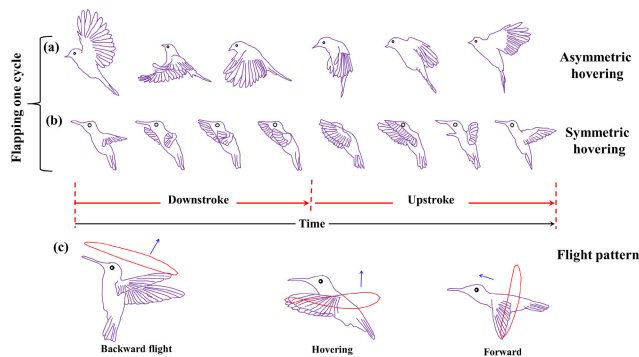 Flapping one cycle
(a)
Asymmetric
hovering
(b)
Symmetric
hovering
Downstroke
Upstroke
Time
(c)
Flight pattern
Backward flight
Hovering
Forward